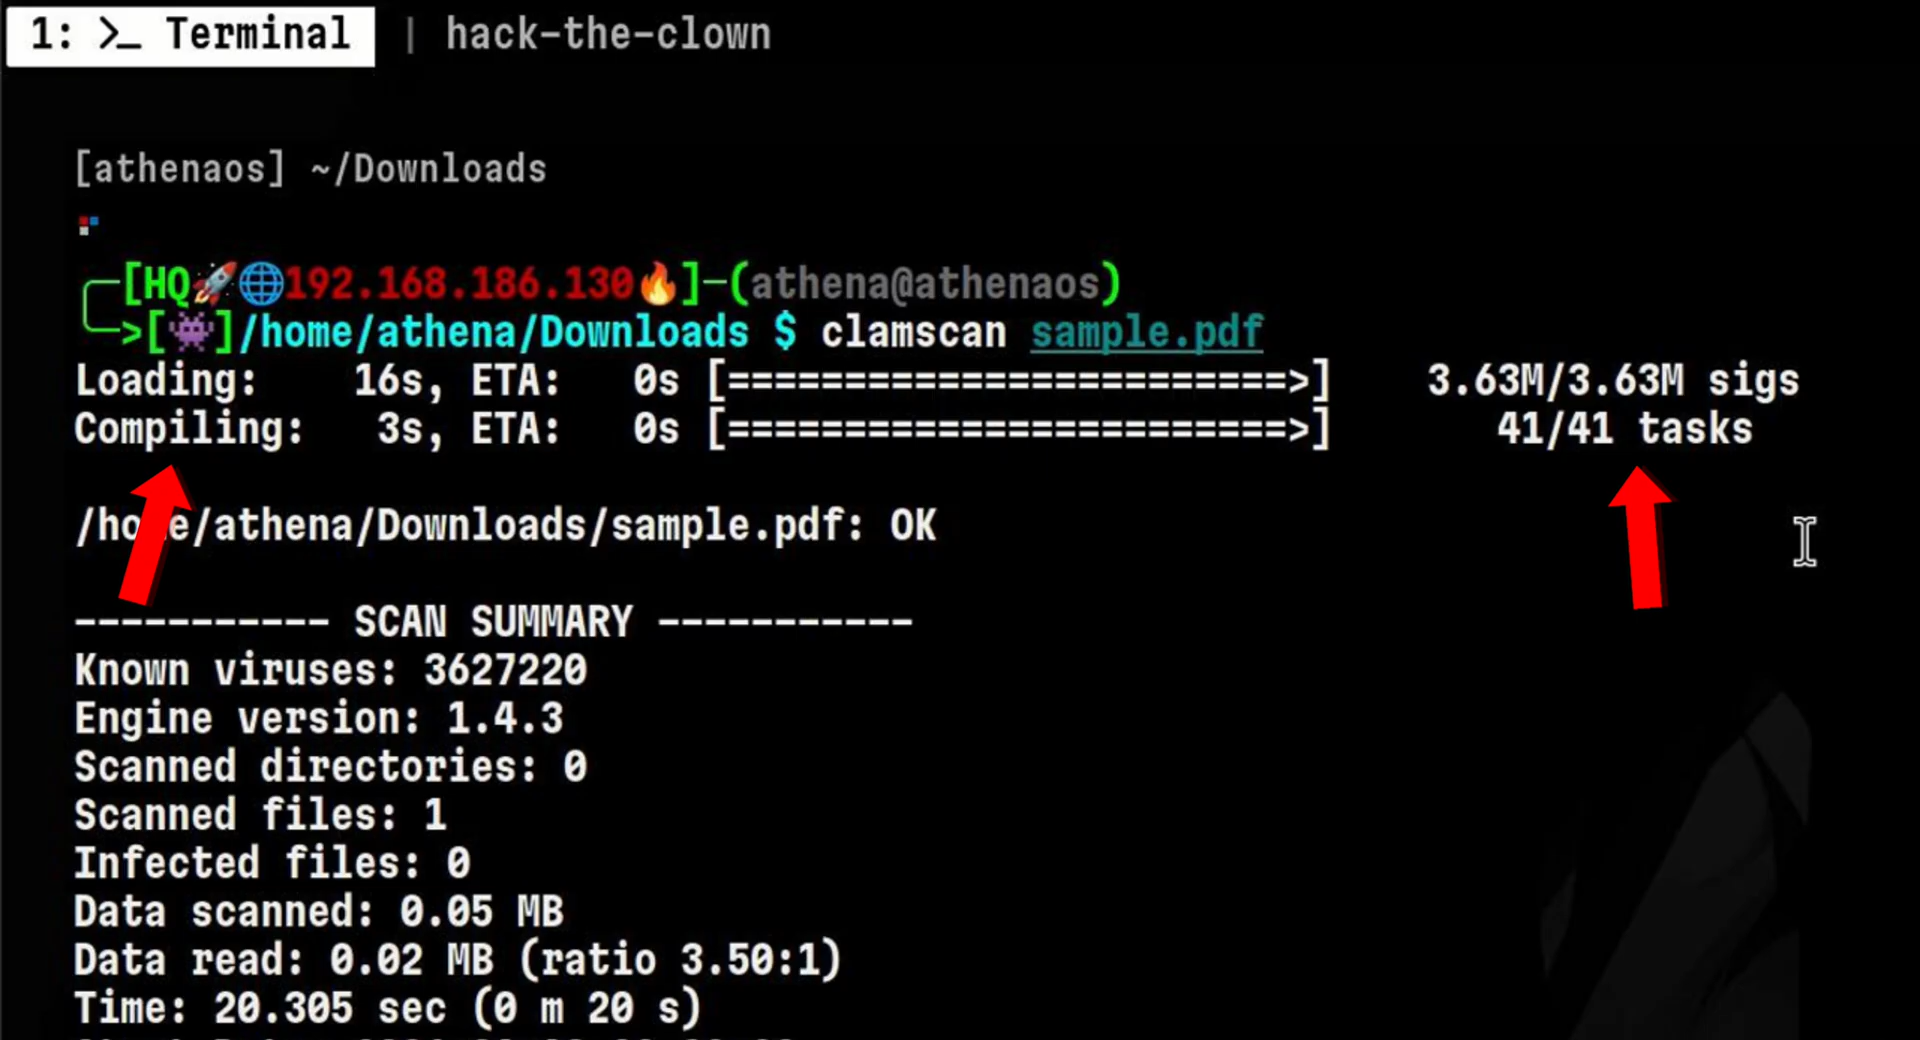 1: >_ Terminal | hack-the-clown
[athenaos] ~/Downloads
[HQ🚀🌐192.168.186.130🔥]-(athena@athenaos)
>[👾]/home/athena/Downloads $ clamscan sample.pdf
Loading: 16s, ETA: 0s [========================>] 3.63M/3.63M sigs
Compiling: 3s, ETA: 0s [========================>] 41/41 tasks
/home/athena/Downloads/sample.pdf: OK
----------- SCAN SUMMARY -----------
Known viruses: 3627220
Engine version: 1.4.3
Scanned directories: 0
Scanned files: 1
Infected files: 0
Data scanned: 0.05 MB
Data read: 0.02 MB (ratio 3.50:1)
Time: 20.305 sec (0 m 20 s)